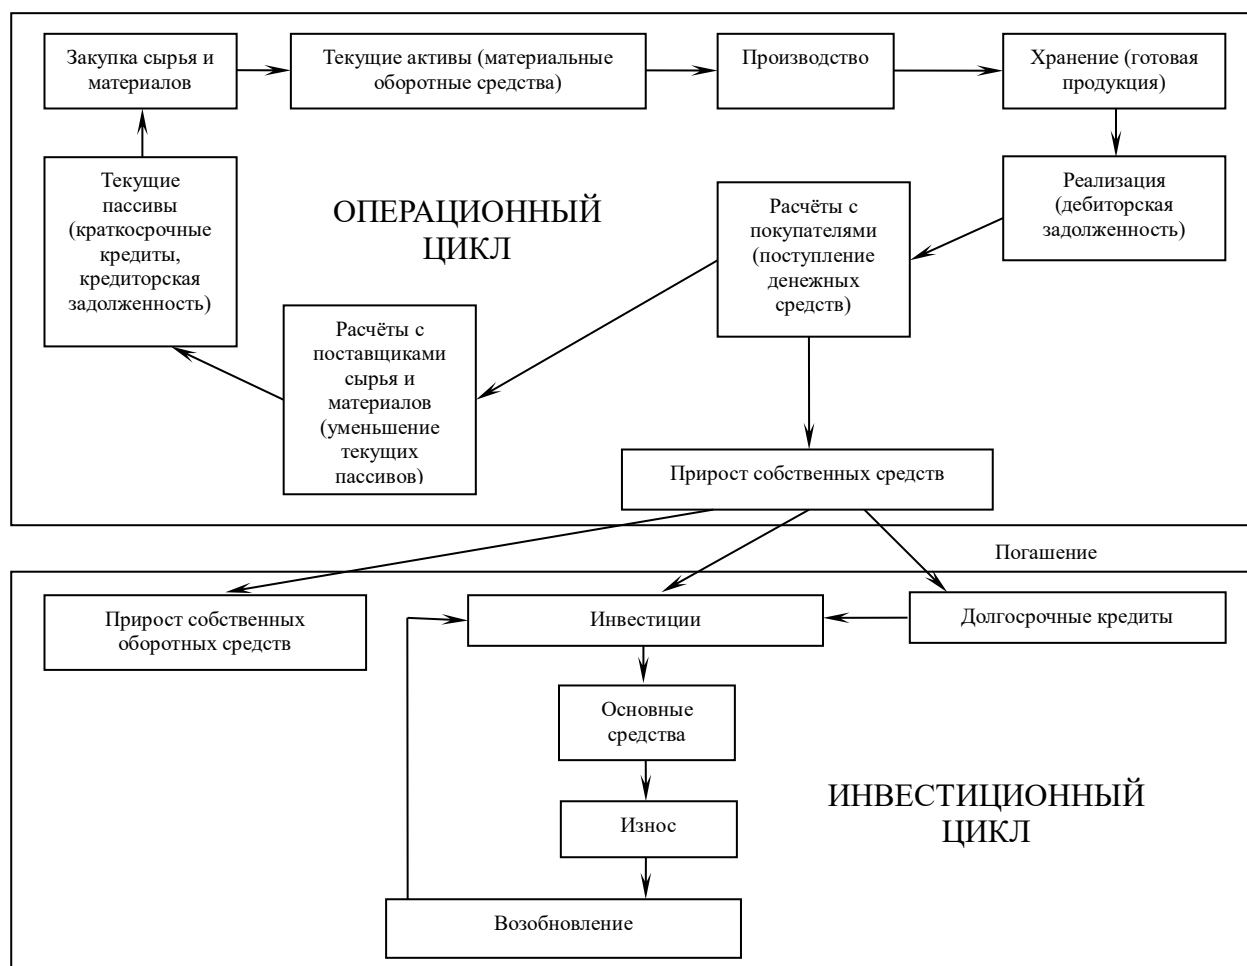 Закупка сырья и
материалов
Текущие активы (материальные
оборотные средства)
Производство
Хранение (готовая
продукция)
Текущие
пассивы
(краткосрочные
кредиты,
кредиторская
задолженность)
ОПЕРАЦИОННЫЙ
ЦИКЛ
Расчёты с
покупателями
(поступление
денежных
средств)
Реализация
(дебиторская
задолженность)
Расчёты с
поставщиками
сырья и
материалов
(уменьшение
текущих
пассивов)
Прирост собственных средств
Погашение
Прирост собственных
оборотных средств
Инвестиции
Долгосрочные кредиты
Основные
средства
Износ
ИНВЕСТИЦИОННЫЙ
ЦИКЛ
Возобновление